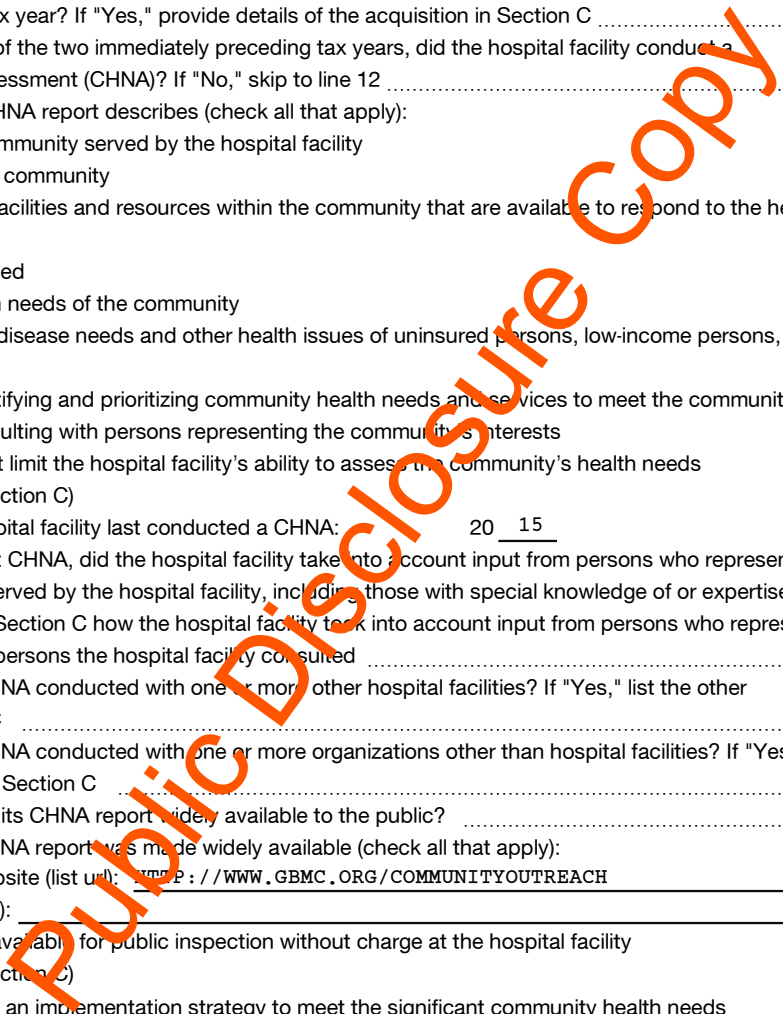 x year? If "Yes," provide details of the acquisition in Section C
of the two immediately preceding tax years, did the hospital facility conduct a
essment (CHNA)? If "No," skip to line 12
HNA report describes (check all that apply):
mmunity served by the hospital facility
community
acilities and resources within the community that are available to respond to the he
ed
needs of the community
disease needs and other health issues of uninsured persons, low-income persons,
tifying and prioritizing community health needs and services to meet the communit
ulting with persons representing the community's interests
t limit the hospital facility's ability to assess the community's health needs
ction C)
pital facility last conducted a CHNA: 20 15
t CHNA, did the hospital facility take into account input from persons who represen
erved by the hospital facility, including those with special knowledge of or expertise
Section C how the hospital facility took into account input from persons who repres
persons the hospital facility consulted
NA conducted with one or more other hospital facilities? If "Yes," list the other
C
NA conducted with one or more organizations other than hospital facilities? If "Yes
Section C
its CHNA report widely available to the public?
NA report was made widely available (check all that apply):
bsite (list url): HTTP://WWW.GBMC.ORG/COMMUNITYOUTREACH
):
available for public inspection without charge at the hospital facility
ction C)
an implementation strategy to meet the significant community health needs
Public Disclosure Copy